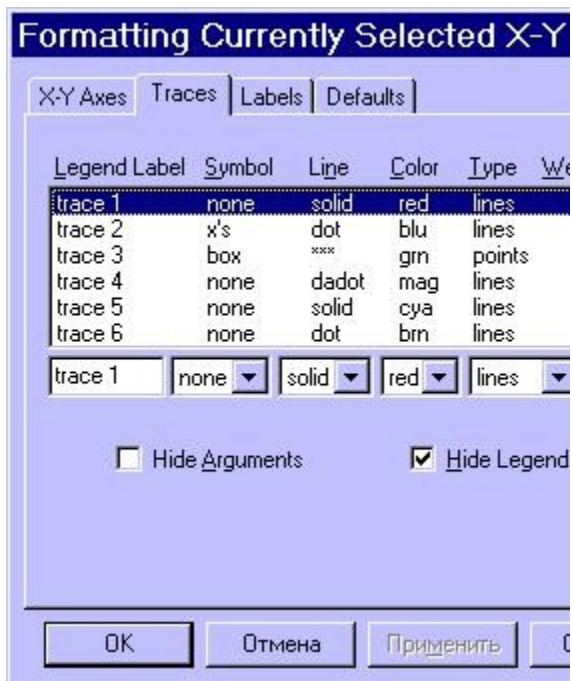 Formatting Currently Selected X-Y
X-Y Axes Traces Labels Defaults
Legend Label Symbol Line Color Type
trace 1 none solid red lines
trace 2 x's dot blu lines
trace 3 box xxx grn points
trace 4 none dadot mag lines
trace 5 none solid cya lines
trace 6 none dot brn lines
trace 1 none solid red lines
Hide Arguments Hide Legend
OK Отмена Применить